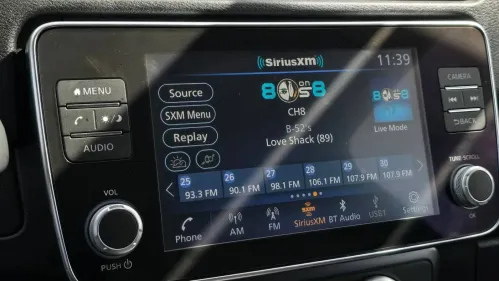 SiriusXM 11:39
MENU
AUDIO
VOL
PUSH
Source
SXM Menu
Replay
80s on 8
CH8
B-52's
Love Shack (89)
Live Mode
25 26 27 28 29 30
93.3 FM 90.1 FM 98.1 FM 106.1 FM 107.9 FM 107.9 FM
Phone AM FM SiriusXM BT Audio USB1 Settings
CAMERA
BACK
TUNE·SCROLL
OK